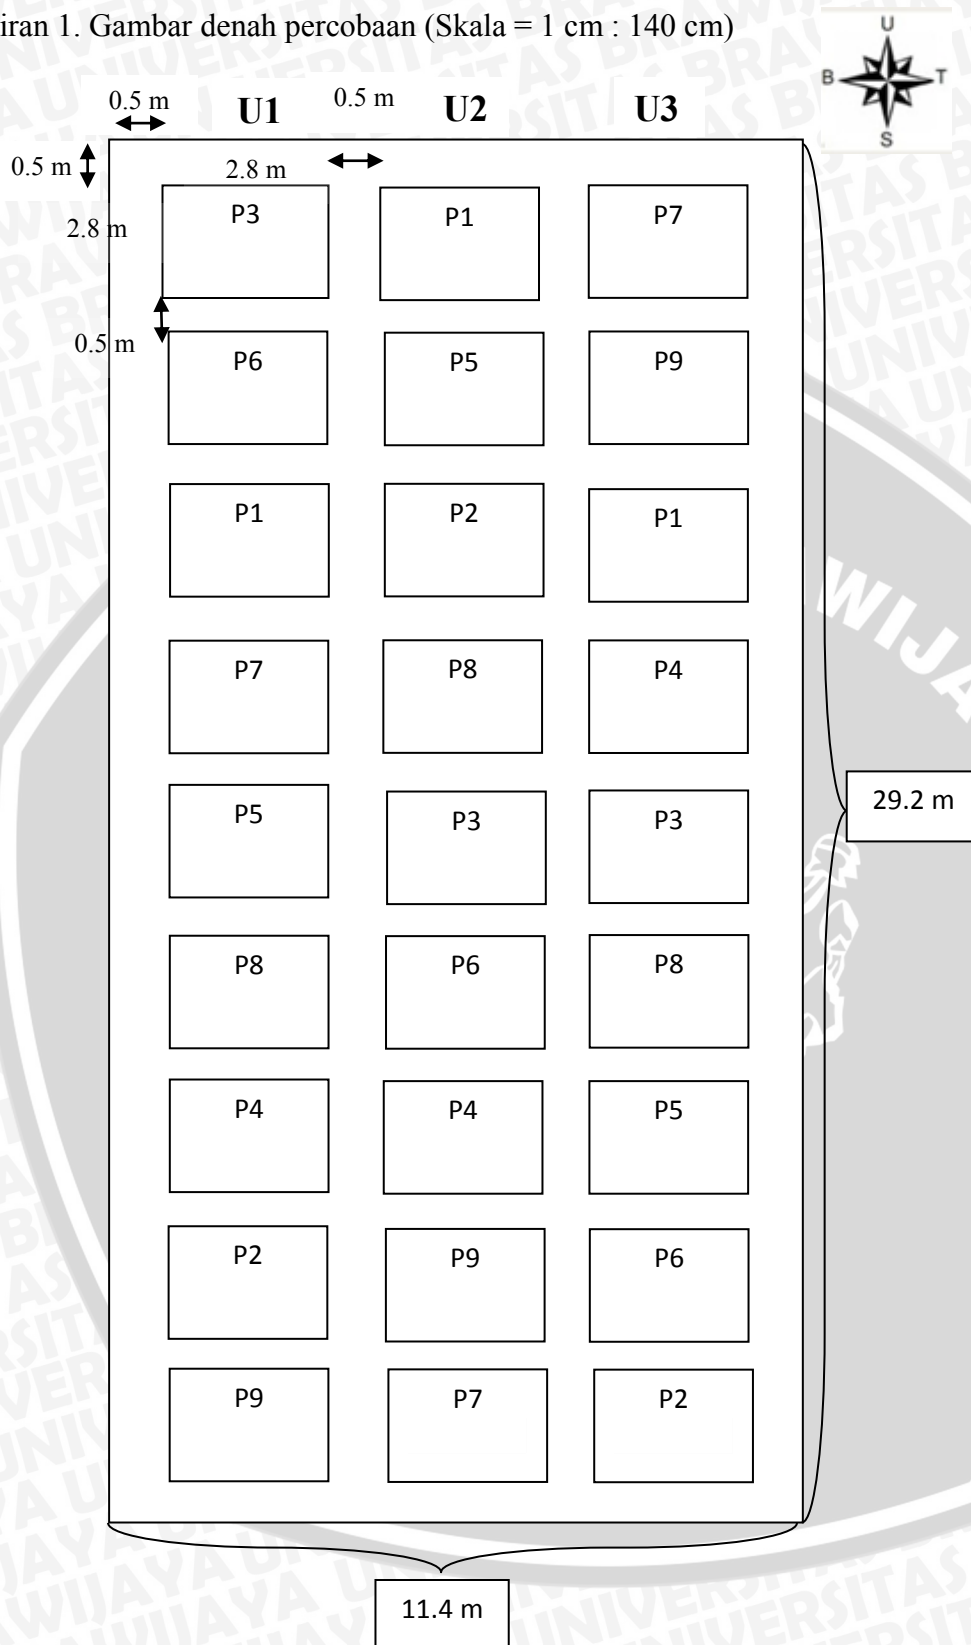 iran 1. Gambar denah percobaan (Skala = 1 cm : 140 cm)
U
B T
S
0.5 m U1 0.5 m U2 U3
0.5 m
2.8 m
2.8 m
P3 P1 P7
0.5 m
P6 P5 P9
P1 P2 P1
P7 P8 P4
29.2 m
P5 P3 P3
P8 P6 P8
P4 P4 P5
P2 P9 P6
P9 P7 P2
11.4 m